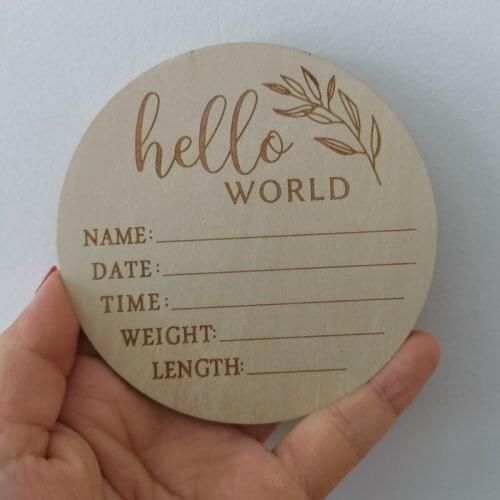 hello
WORLD
NAME:
DATE:
TIME:
WEIGHT:
LENGTH: